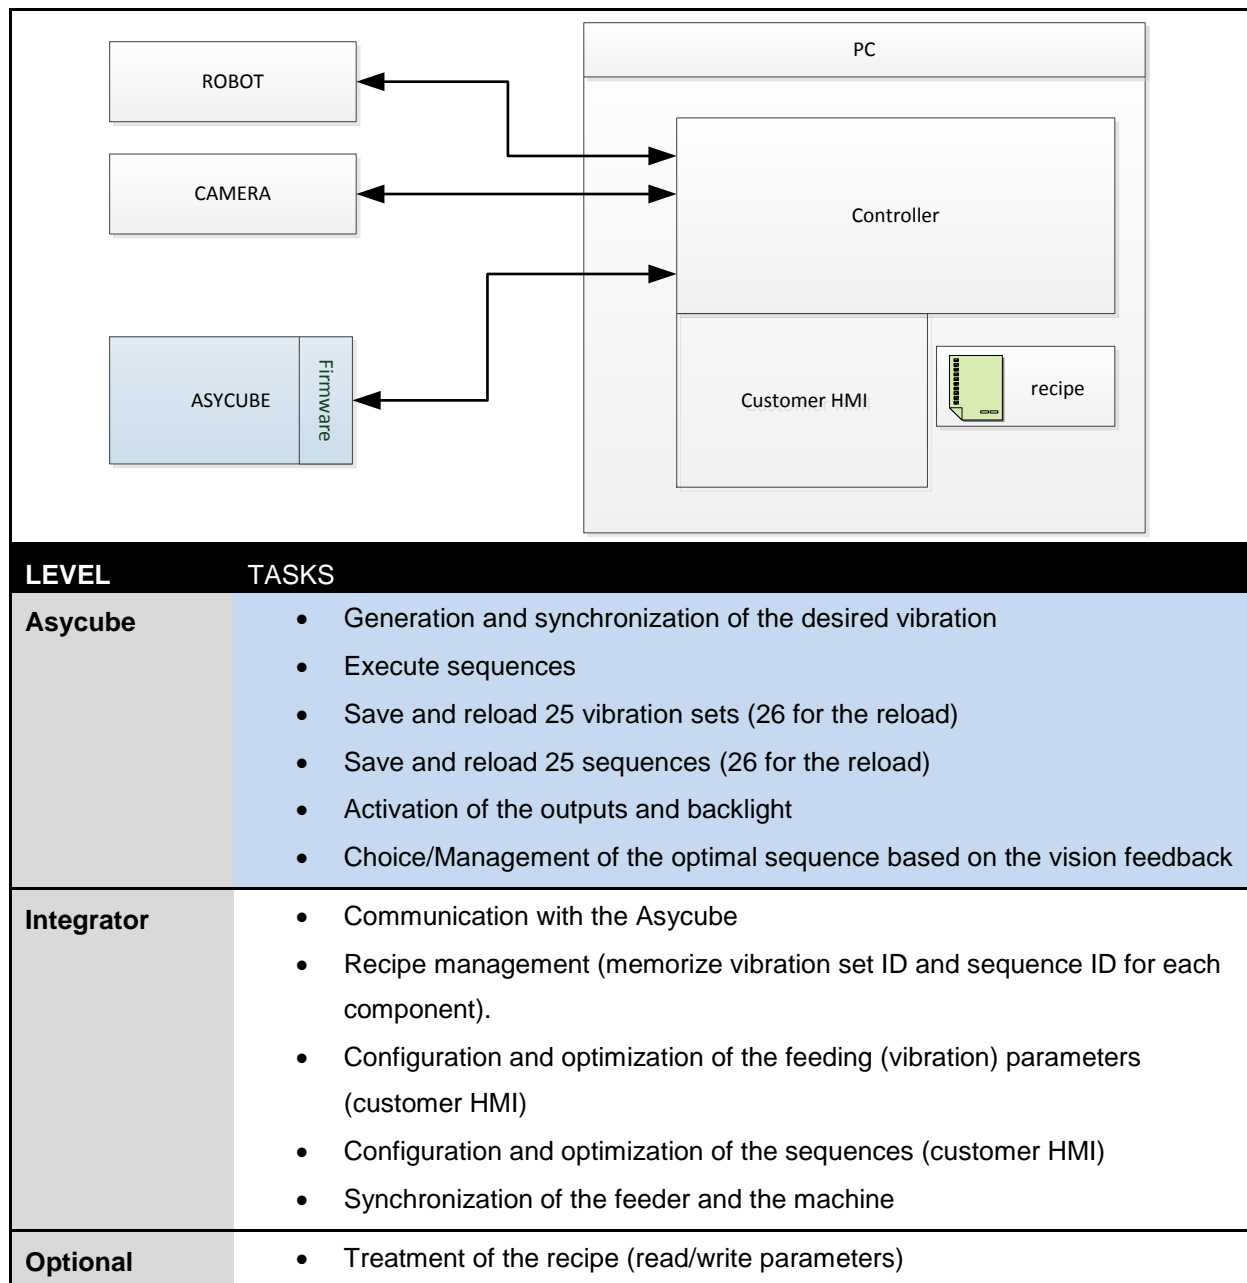 PC
ROBOT
CAMERA
Controller
ASYCUBE
Firmware
Customer HMI
recipe
LEVEL TASKS
Asycube
• Generation and synchronization of the desired vibration
• Execute sequences
• Save and reload 25 vibration sets (26 for the reload)
• Save and reload 25 sequences (26 for the reload)
• Activation of the outputs and backlight
• Choice/Management of the optimal sequence based on the vision feedback
Integrator
• Communication with the Asycube
• Recipe management (memorize vibration set ID and sequence ID for each
component).
• Configuration and optimization of the feeding (vibration) parameters
(customer HMI)
• Configuration and optimization of the sequences (customer HMI)
• Synchronization of the feeder and the machine
Optional
• Treatment of the recipe (read/write parameters)